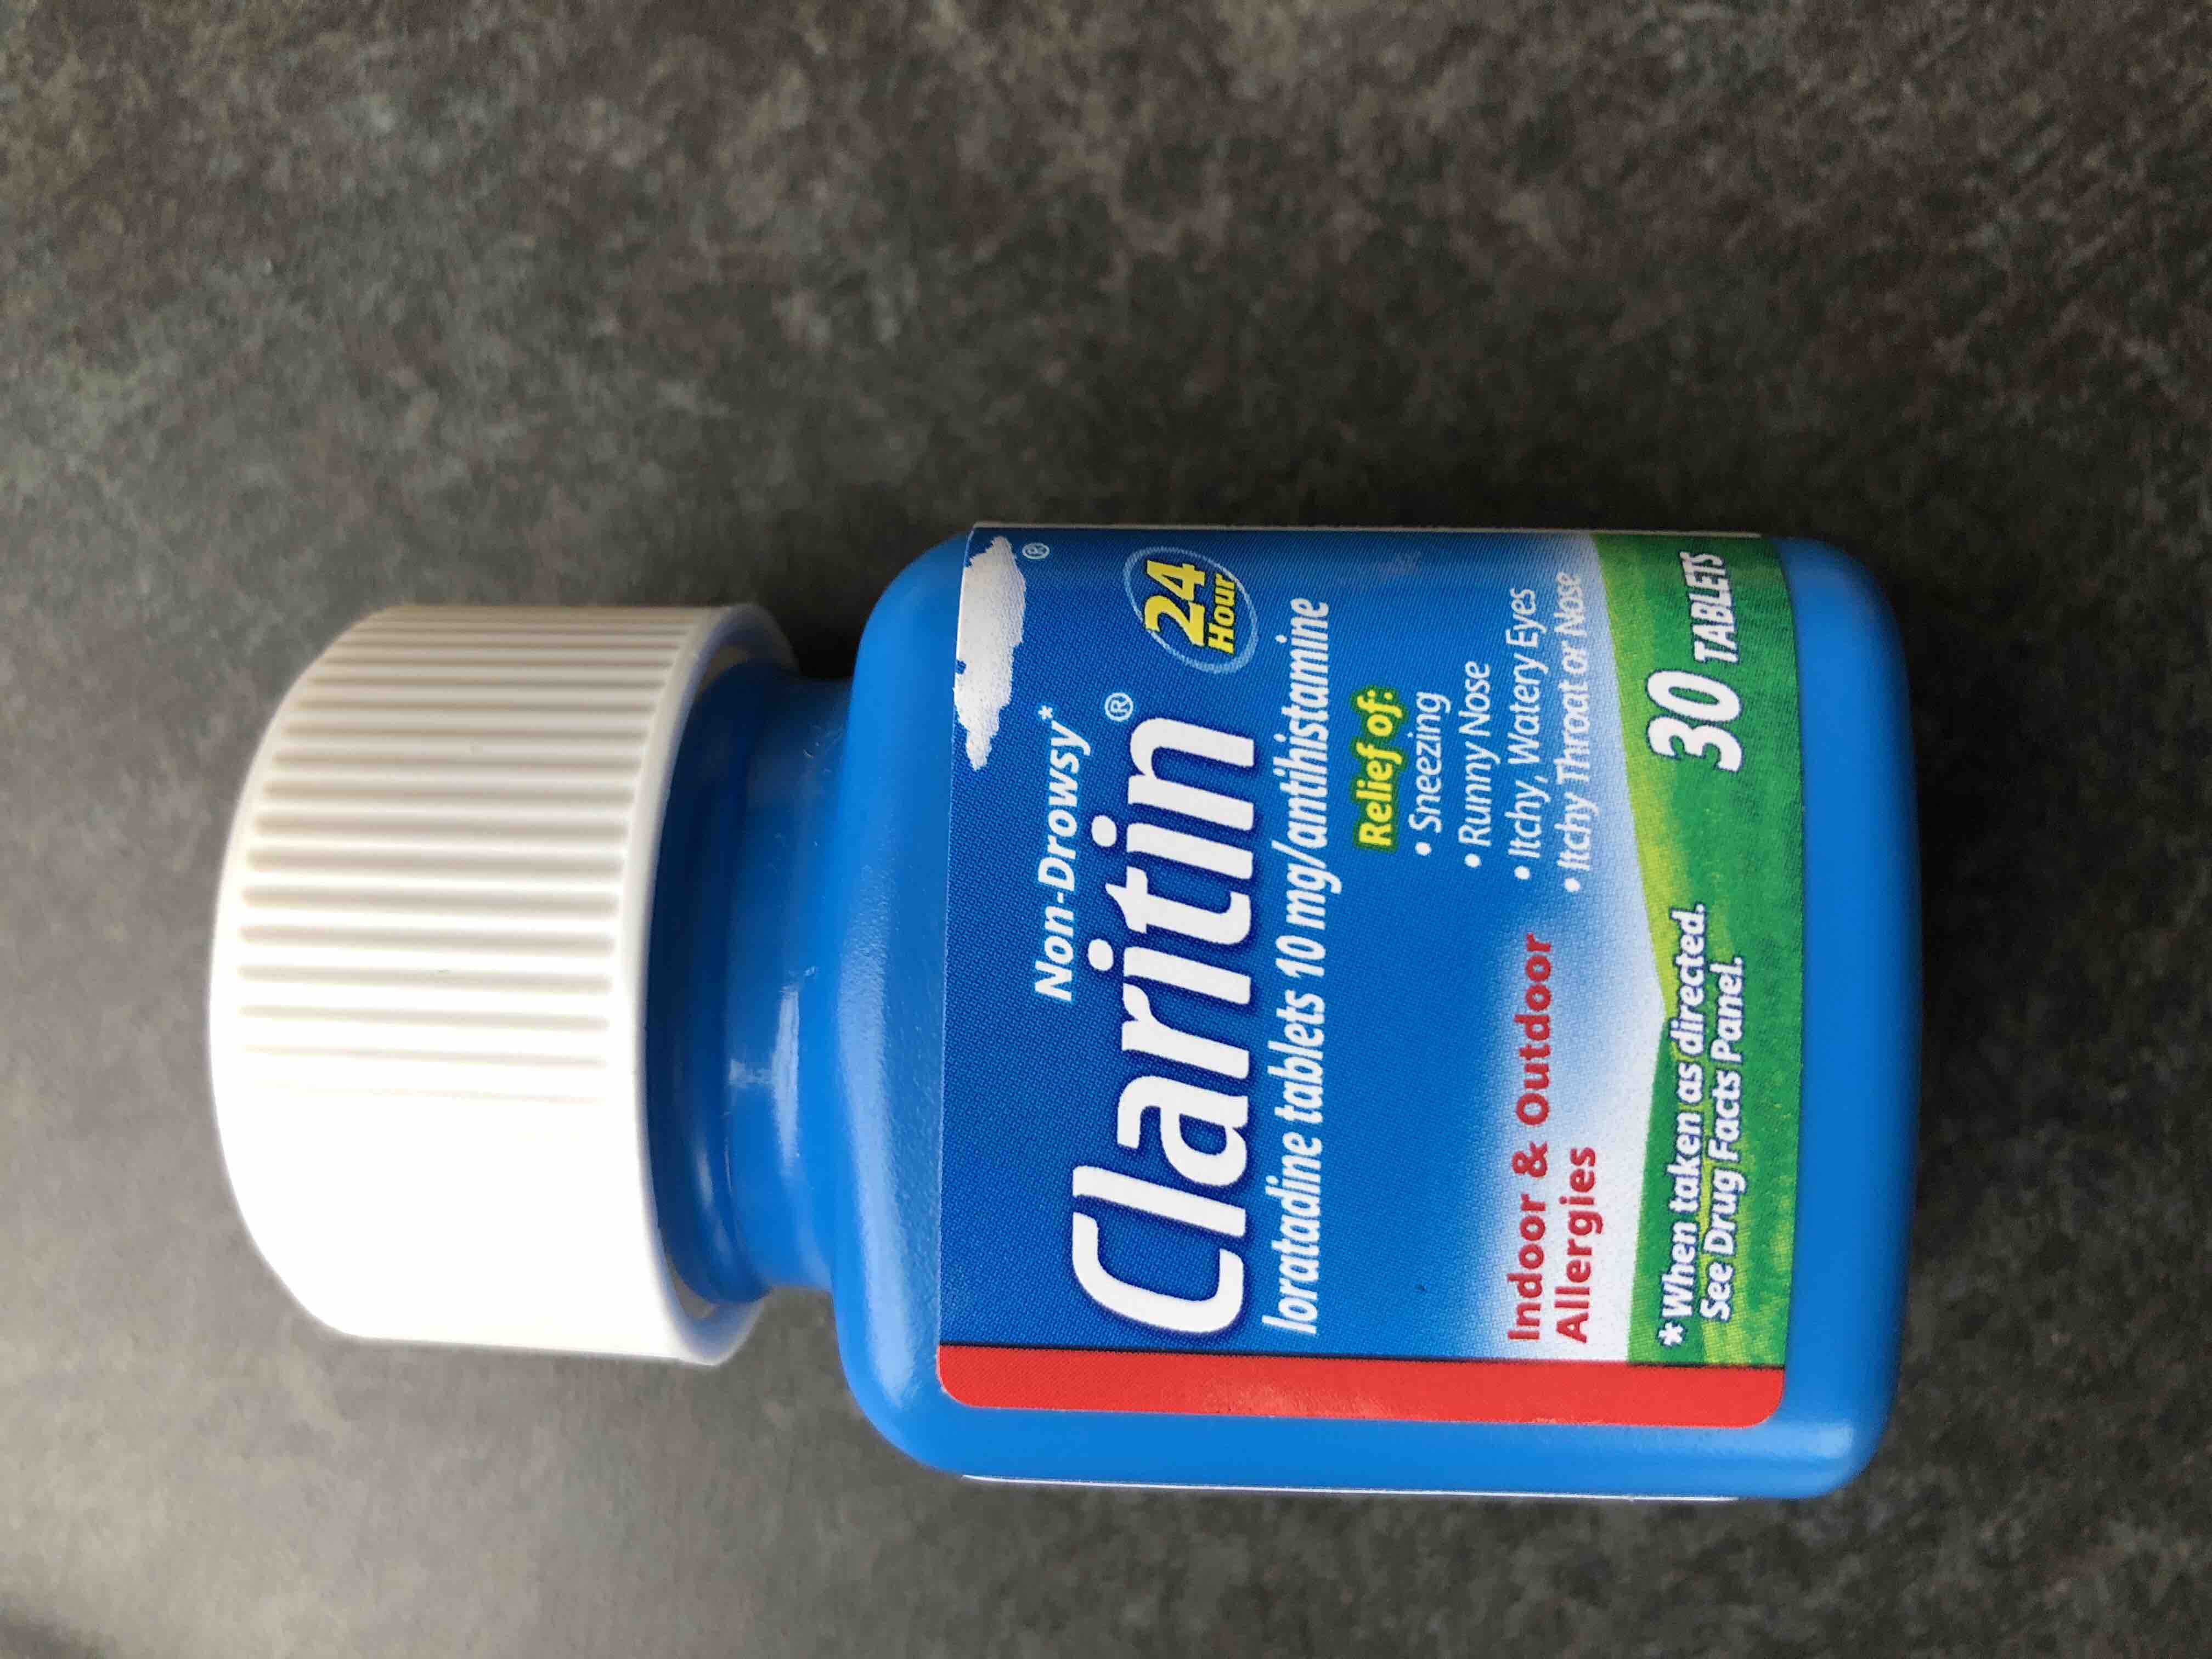 ®
Non-Drowsy*
Claritin®
24
Hour
loratadine tablets 10 mg/antihistamine
Relief of:
• Sneezing
• Runny Nose
• Itchy, Watery Eyes
• Itchy Throat or Nose
Indoor & Outdoor
Allergies
*When taken as directed.
See Drug Facts Panel.
30 TABLETS